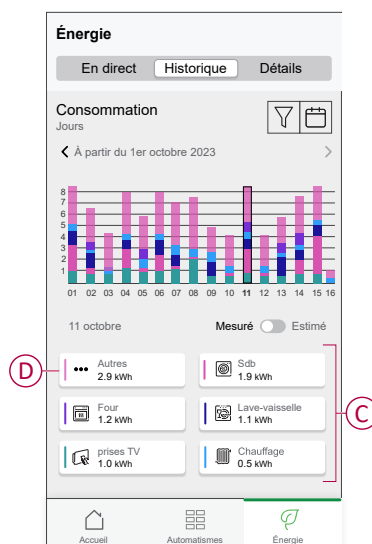 Énergie
En direct Historique Détails
Consommation
Jours
À partir du 1er octobre 2023
8
7
6
5
4
3
2
1
01 02 03 04 05 06 07 08 09 10 11 12 13 14 15 16
11 octobre Mesuré Estimé
D
Autres
2.9 kWh
Sdb
1.9 kWh
Four
1.2 kWh
Lave-vaisselle
1.1 kWh
C
prises TV
1.0 kWh
Chauffage
0.5 kWh
Accueil Automatismes Énergie